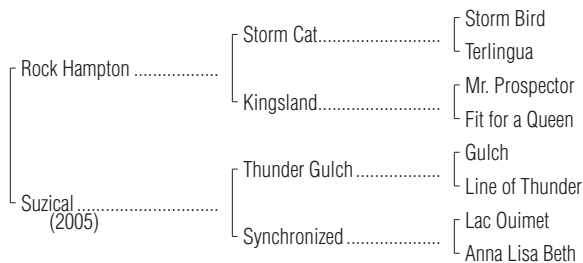 Storm Bird
Storm Cat..................................
Terlingua
Rock Hampton .......................
Mr. Prospector
Kingsland..................................
Fit for a Queen
Gulch
Thunder Gulch ......................
Line of Thunder
Suzical ......................................
(2005)
Lac Ouimet
Synchronized ........................
Anna Lisa Beth